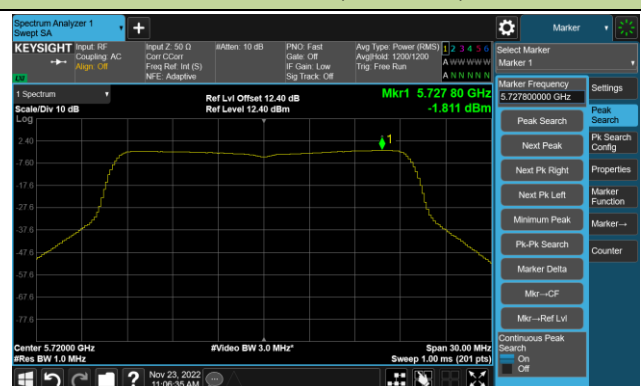 Spectrum Analyzer 1
Swept SA
Marker
KEYSIGHT
Input: RF
Coupling: AC
Align: Off
Input Z: 50 Ω
Corr CCorr
Freq Ref: Int (S)
NFE: Adaptive
#Atten: 10 dB
PNO: Fast
Gate: Off
IF Gain: Low
Sig Track: Off
Avg Type: Power (RMS)
Avg|Hold: 1200/1200
Trig: Free Run
1 2 3 4 5 6
A W W W W W
A N N N N N
LXI
Select Marker
Marker 1
1 Spectrum
Scale/Div 10 dB
Log
Ref Lvl Offset 12.40 dB
Ref Level 12.40 dBm
Mkr1 5.727 80 GHz
-1.811 dBm
1
2.40
-7.60
-17.6
-27.6
-37.6
-47.6
-57.6
-67.6
-77.6
Center 5.72000 GHz
#Res BW 1.0 MHz
#Video BW 3.0 MHz*
Span 30.00 MHz
Sweep 1.00 ms (201 pts)
Marker Frequency
5.727800000 GHz
Peak Search
Next Peak
Next Pk Right
Next Pk Left
Minimum Peak
Pk-Pk Search
Marker Delta
Mkr→CF
Mkr→Ref Lvl
Continuous Peak
Search
On
Off
Settings
Peak
Search
Pk Search
Config
Properties
Marker
Function
Marker→
Counter
?
Nov 23, 2022
11:06:35 AM